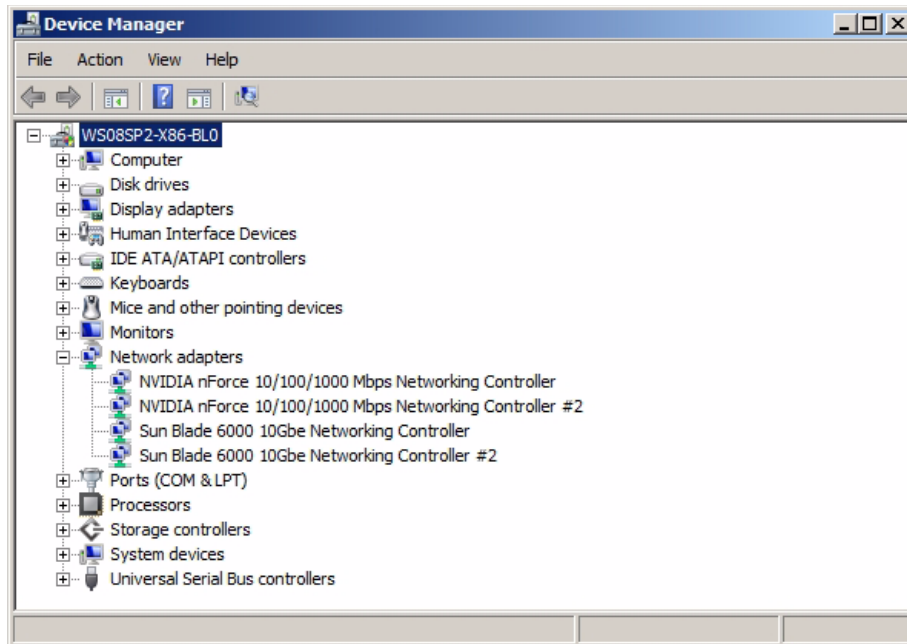 Device Manager
File Action View Help
WS08SP2-X86-BL0
Computer
Disk drives
Display adapters
Human Interface Devices
IDE ATA/ATAPI controllers
Keyboards
Mice and other pointing devices
Monitors
Network adapters
NVIDIA nForce 10/100/1000 Mbps Networking Controller
NVIDIA nForce 10/100/1000 Mbps Networking Controller #2
Sun Blade 6000 10Gbe Networking Controller
Sun Blade 6000 10Gbe Networking Controller #2
Ports (COM & LPT)
Processors
Storage controllers
System devices
Universal Serial Bus controllers